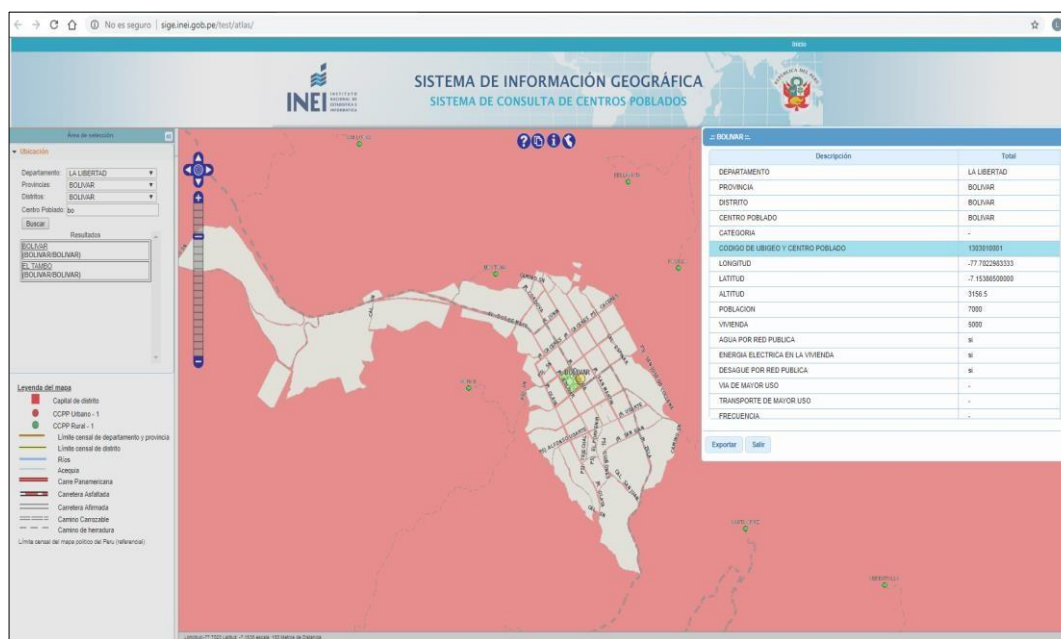 No es seguro | sige.inei.gob.pe/test/atlas/
Inicio
INEI INSTITUTO NACIONAL DE ESTADÍSTICA E INFORMÁTICA
SISTEMA DE INFORMACIÓN GEOGRÁFICA
SISTEMA DE CONSULTA DE CENTROS POBLADOS
Área de selección
Ubicación
Departamento: LA LIBERTAD
Provincias: BOLIVAR
Distritos: BOLIVAR
Centro Poblado: bo
Buscar
Resultados
BOLIVAR
(BOLIVAR/BOLIVAR)
EL TAMBO
(BOLIVAR/BOLIVAR)
Leyenda del mapa
Capital de distrito
CCPP Urbano - 1
CCPP Rural - 1
Límite censal de departamento y provincia
Límite censal de distrito
Ríos
Acequia
Carre Panamericana
Carretera Asfaltada
Carretera Afirmada
Camino Carrozable
Camino de herradura
Límite censal del mapa político del Peru (referencial)
BOLIVAR
.:: BOLIVAR ::.
Descripción Total
DEPARTAMENTO LA LIBERTAD
PROVINCIA BOLIVAR
DISTRITO BOLIVAR
CENTRO POBLADO BOLIVAR
CATEGORIA -
CODIGO DE UBIGEO Y CENTRO POBLADO 1303010001
LONGITUD -77.7022983333
LATITUD -7.15386500000
ALTITUD 3156.5
POBLACION 7000
VIVIENDA 5000
AGUA POR RED PUBLICA si
ENERGIA ELECTRICA EN LA VIVIENDA si
DESAGUE POR RED PUBLICA si
VIA DE MAYOR USO -
TRANSPORTE DE MAYOR USO -
FRECUENCIA -
Exportar Salir